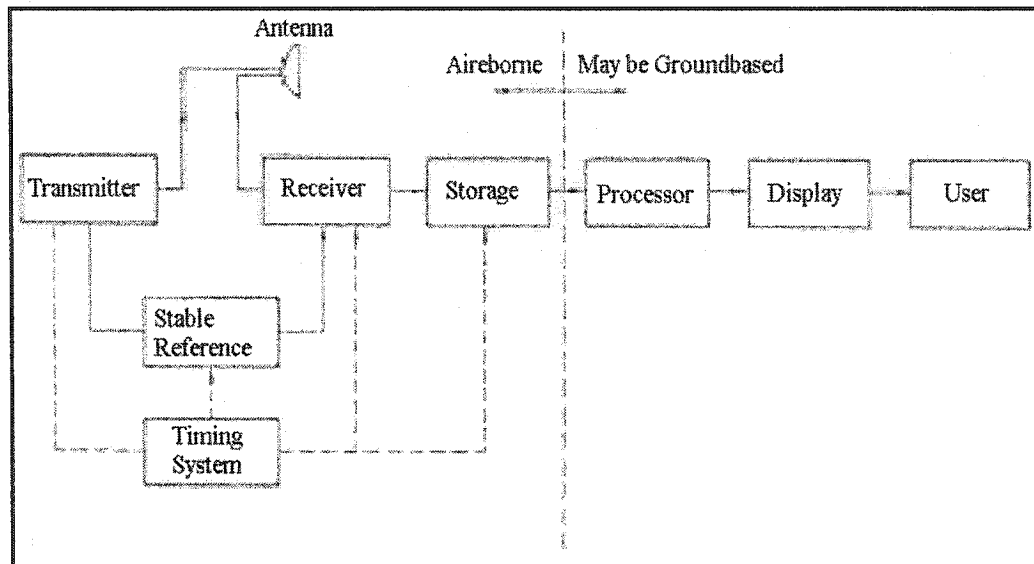 Antenna
Aireborne
May be Groundbased
Transmitter
Receiver
Storage
Processor
Display
User
Stable
Reference
Timing
System